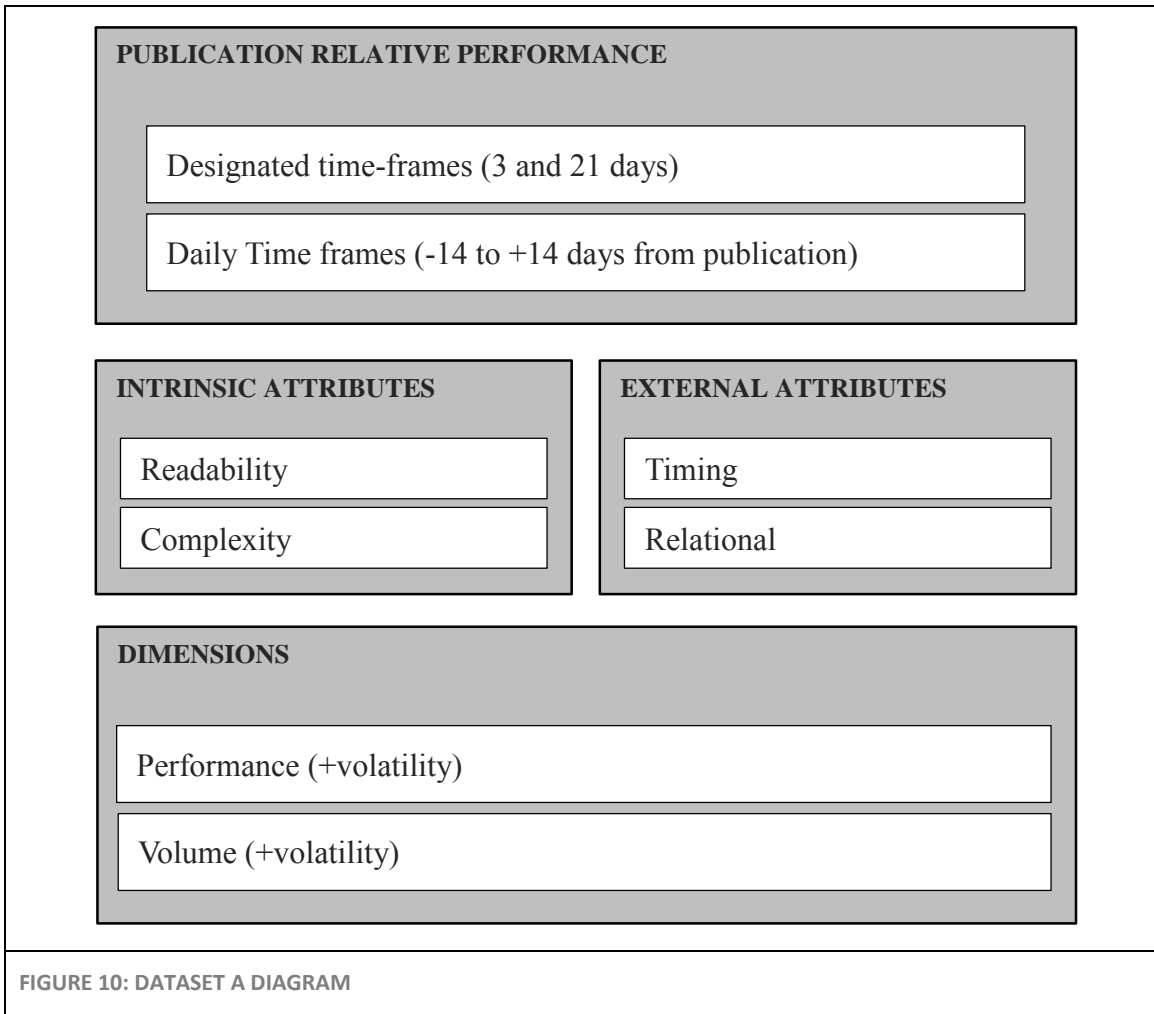 PUBLICATION RELATIVE PERFORMANCE
Designated time-frames (3 and 21 days)
Daily Time frames (-14 to +14 days from publication)
INTRINSIC ATTRIBUTES
Readability
Complexity
EXTERNAL ATTRIBUTES
Timing
Relational
DIMENSIONS
Performance (+volatility)
Volume (+volatility)
FIGURE 10: DATASET A DIAGRAM